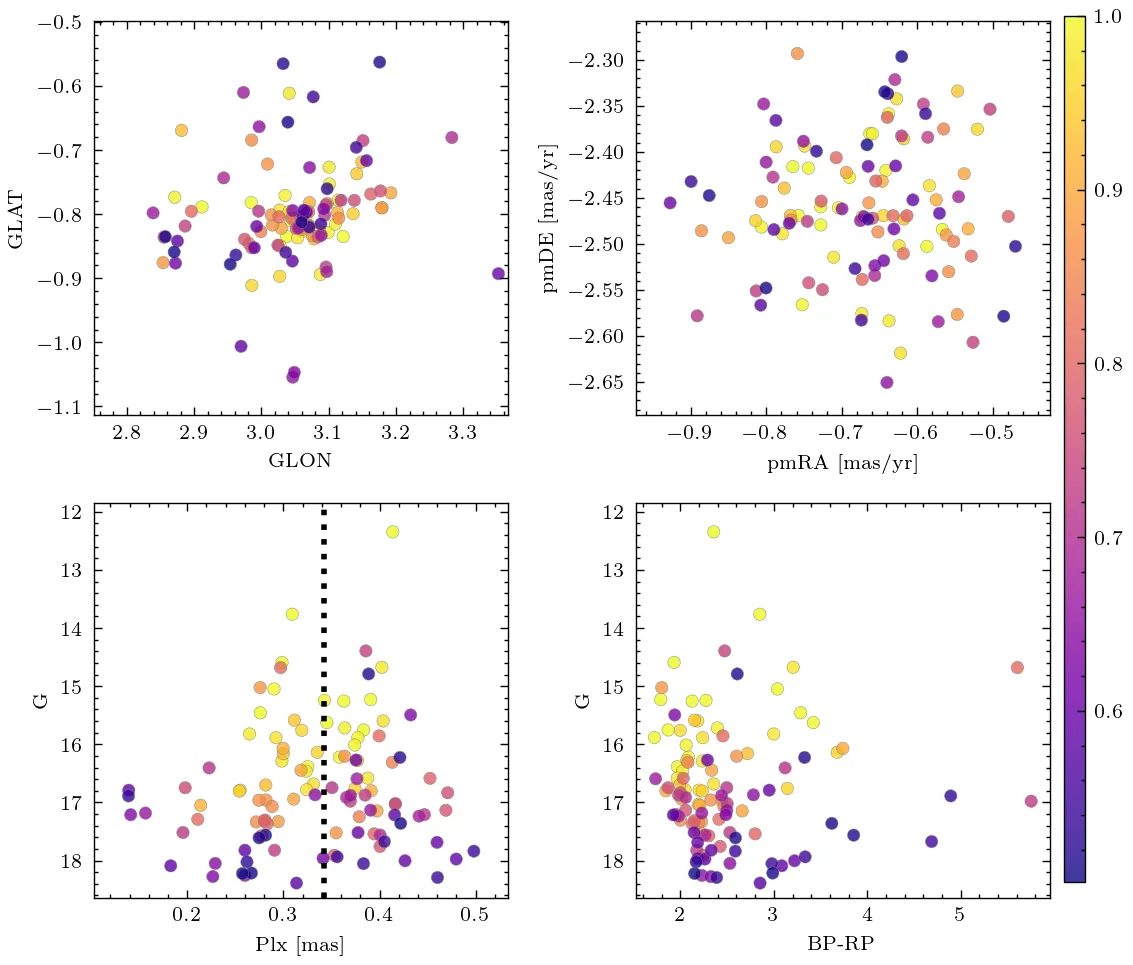 −0.5
−0.6
−0.7
−0.8
−0.9
−1.0
−1.1
GLAT
2.8 2.9 3.0 3.1 3.2 3.3
GLON
−2.30
−2.35
−2.40
−2.45
−2.50
−2.55
−2.60
−2.65
pmDE [mas/yr]
−0.9 −0.8 −0.7 −0.6 −0.5
pmRA [mas/yr]
12
13
14
15
16
17
18
G
0.2 0.3 0.4 0.5
Plx [mas]
12
13
14
15
16
17
18
G
2 3 4 5
BP-RP
1.0
0.9
0.8
0.7
0.6